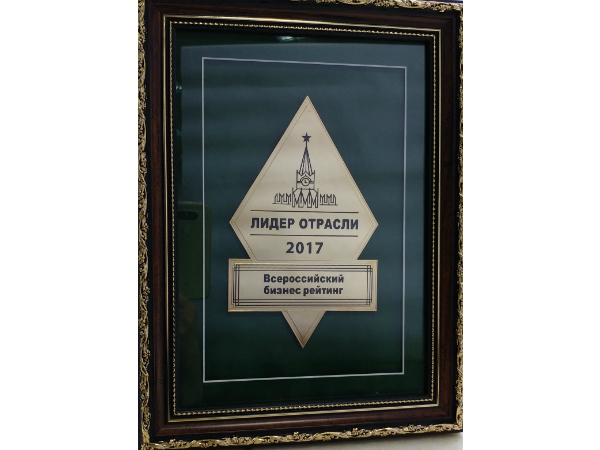 ЛИДЕР ОТРАСЛИ
2017
Всероссийский
бизнес рейтинг